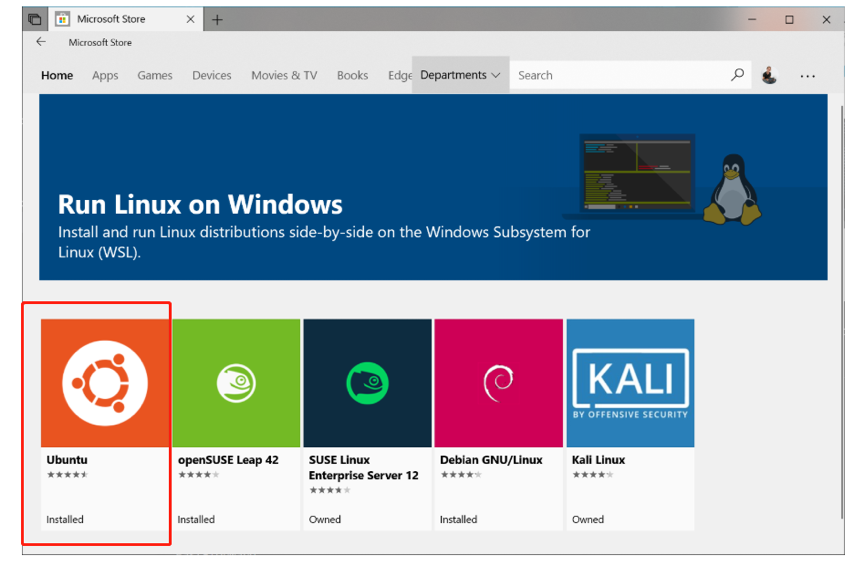 Microsoft Store
Microsoft Store
Home Apps Games Devices Movies & TV Books Edge Departments Search
Run Linux on Windows
Install and run Linux distributions side-by-side on the Windows Subsystem for
Linux (WSL).
KALI
BY OFFENSIVE SECURITY
Ubuntu
Installed
openSUSE Leap 42
Installed
SUSE Linux
Enterprise Server 12
Owned
Debian GNU/Linux
Installed
Kali Linux
Owned